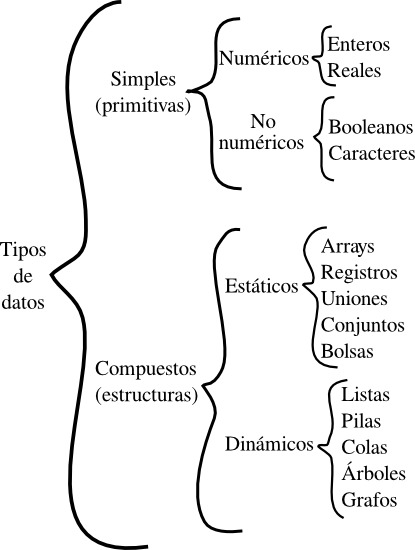 Tipos
de
datos
Simples
(primitivas)
Numéricos
Enteros
Reales
No
numéricos
Booleanos
Caracteres
Compuestos
(estructuras)
Estáticos
Arrays
Registros
Uniones
Conjuntos
Bolsas
Dinámicos
Listas
Pilas
Colas
Árboles
Grafos